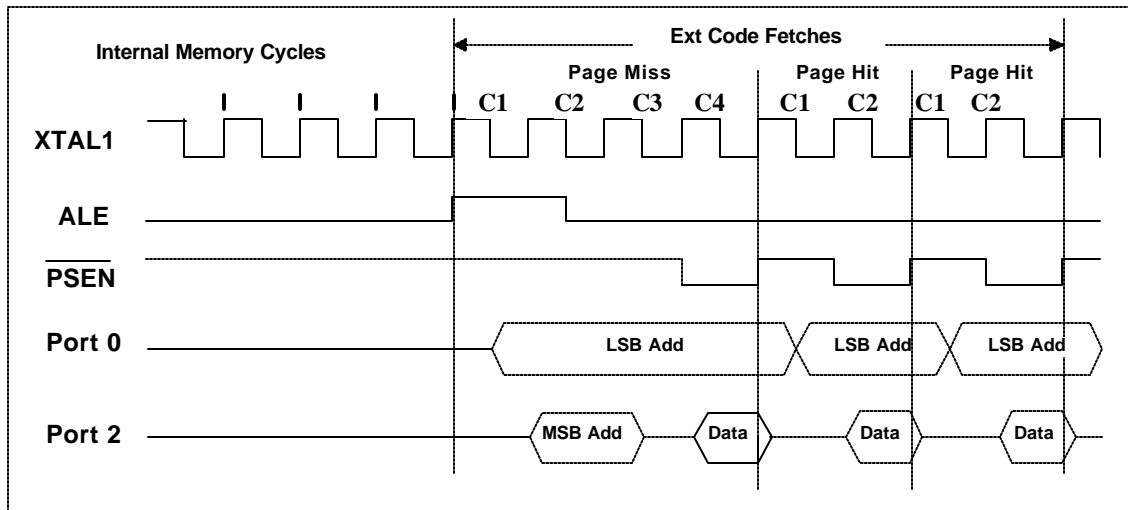 Internal Memory Cycles
Ext Code Fetches
Page Miss
Page Hit
Page Hit
C1 C2 C3 C4 C1 C2 C1 C2
XTAL1
ALE
PSEN
Port 0
LSB Add
LSB Add
LSB Add
Port 2
MSB Add
Data
Data
Data